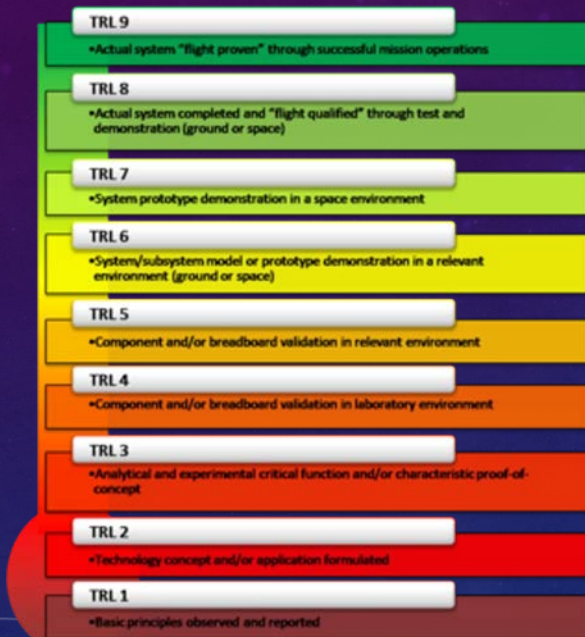 TRL 9
•Actual system "flight proven" through successful mission operations
TRL 8
•Actual system completed and "flight qualified" through test and
demonstration (ground or space)
TRL 7
•System prototype demonstration in a space environment
TRL 6
•System/subsystem model or prototype demonstration in a relevant
environment (ground or space)
TRL 5
•Component and/or breadboard validation in relevant environment
TRL 4
•Component and/or breadboard validation in laboratory environment
TRL 3
•Analytical and experimental critical function and/or characteristic proof-of-
concept
TRL 2
•Technology concept and/or application formulated
TRL 1
•Basic principles observed and reported